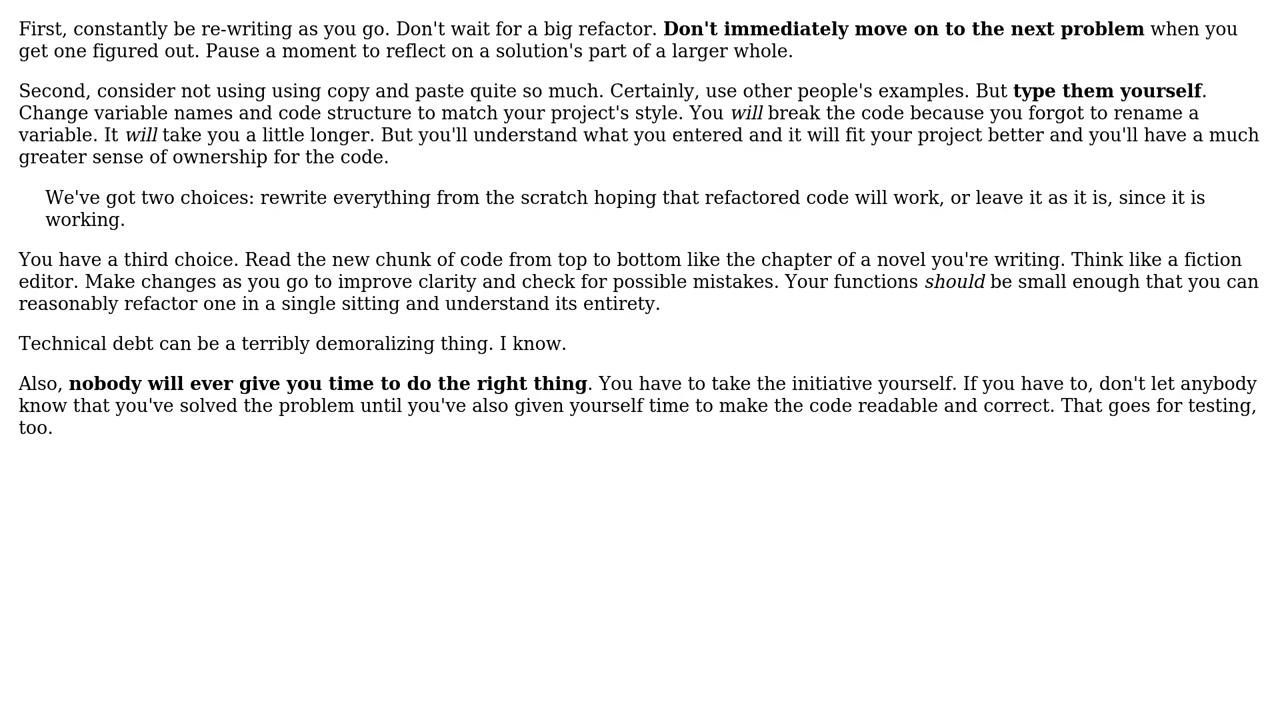 First, constantly be re-writing as you go. Don't wait for a big refactor. Don't immediately move on to the next problem when you
get one figured out. Pause a moment to reflect on a solution's part of a larger whole.
Second, consider not using using copy and paste quite so much. Certainly, use other people's examples. But type them yourself.
Change variable names and code structure to match your project's style. You will break the code because you forgot to rename a
variable. It will take you a little longer. But you'll understand what you entered and it will fit your project better and you'll have a much
greater sense of ownership for the code.
We've got two choices: rewrite everything from the scratch hoping that refactored code will work, or leave it as it is, since it is
working.
You have a third choice. Read the new chunk of code from top to bottom like the chapter of a novel you're writing. Think like a fiction
editor. Make changes as you go to improve clarity and check for possible mistakes. Your functions should be small enough that you can
reasonably refactor one in a single sitting and understand its entirety.
Technical debt can be a terribly demoralizing thing. I know.
Also, nobody will ever give you time to do the right thing. You have to take the initiative yourself. If you have to, don't let anybody
know that you've solved the problem until you've also given yourself time to make the code readable and correct. That goes for testing,
too.